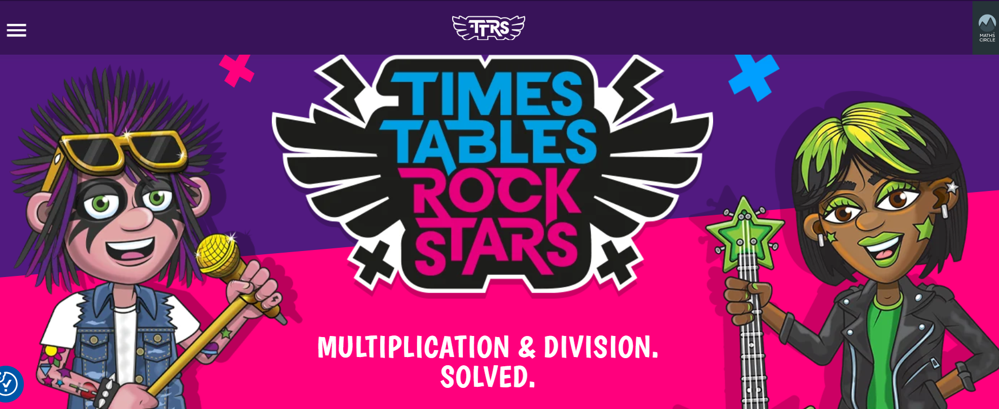 TTRS
MATHS
CIRCLE
TIMES
TABLES
ROCK
STARS
MULTIPLICATION & DIVISION.
SOLVED.